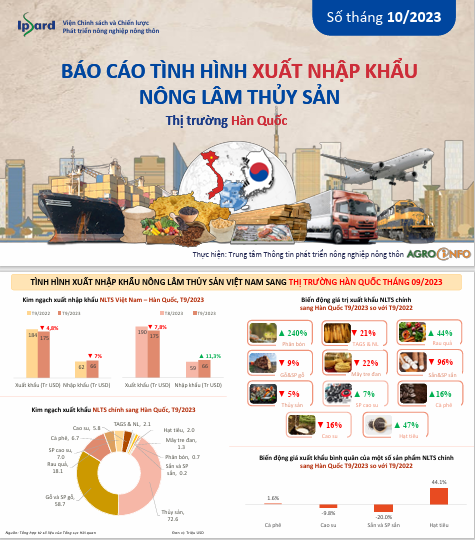 Ipsard
Viện Chính sách và Chiến lược
Phát triển nông nghiệp nông thôn
Số tháng 10/2023
BÁO CÁO TÌNH HÌNH XUẤT NHẬP KHẨU
NÔNG LÂM THỦY SẢN
Thị trường Hàn Quốc
Thực hiện: Trung tâm Thông tin phát triển nông nghiệp nông thôn AGROINFO
TÌNH HÌNH XUẤT NHẬP KHẨU NÔNG LÂM THỦY SẢN VIỆT NAM SANG THỊ TRƯỜNG HÀN QUỐC THÁNG 09/2023
Kim ngạch xuất nhập khẩu NLTS Việt Nam – Hàn Quốc, T9/2023
T9/2022 T9/2023
▼ 4,8%
184 175
▼ 7%
62 66
Xuất khẩu (Tr USD) Nhập khẩu (Tr USD)
T8/2023 T9/2023
▼ 7,8%
190 175
▲ 11,3%
59 66
Xuất khẩu (Tr USD) Nhập khẩu (Tr USD)
Biến động giá trị xuất khẩu NLTS chính
sang Hàn Quốc T9/2023 so với T9/2022
▲ 240% Phân bón
▼ 21% TAGS & NL
▲ 44% Rau quả
▼ 9% Gỗ&SP gỗ
▼ 22% Mây tre đan
▼ 96% Sắn&SP sắn
▼ 5% Thủy sản
▲ 7% SP cao su
▲ 16% Cà phê
▼ 16% Cao su
▲ 47% Hạt tiêu
Kim ngạch xuất khẩu NLTS chính sang Hàn Quốc, T9/2023
Cao su, 5.8
TAGS & NL, 2.1
Hạt tiêu, 2.0
Mây tre đan, 1.3
Phân bón, 0.7
Sắn và SP sắn, 0.2
Cà phê, 6.7
SP cao su, 7.0
Rau quả, 18.1
Gỗ và SP gỗ, 58.7
Thủy sản, 72.6
Biến động giá xuất khẩu bình quân của một số sản phẩm NLTS chính
sang Hàn Quốc T9/2023 so với T9/2022
1.6%
-9.8%
-20.0%
44.1%
Cà phê Cao su Sắn và SP sắn Hạt tiêu
Nguồn: Tổng hợp từ số liệu của Tổng cục Hải quan
Đơn vị: Triệu USD